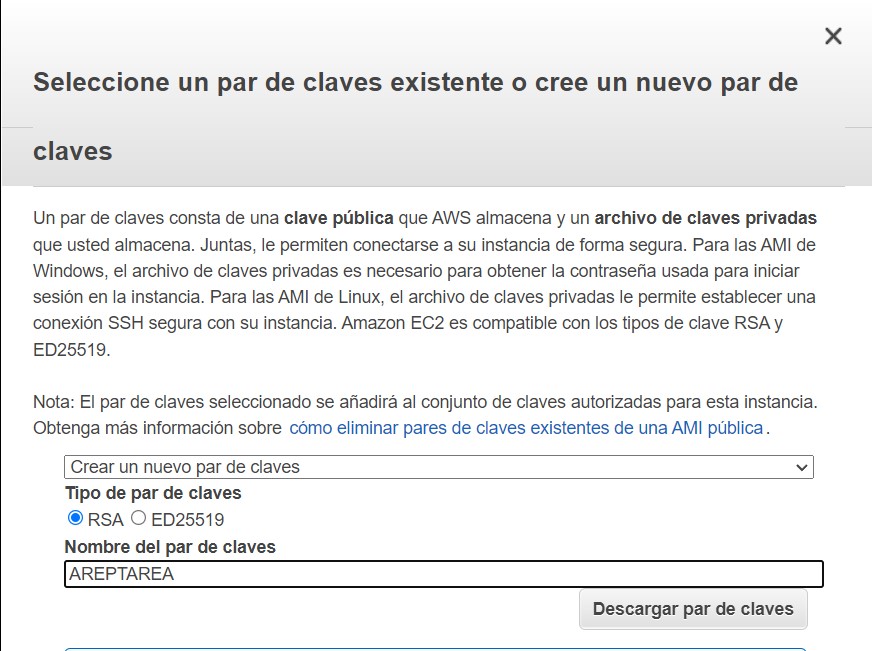 Seleccione un par de claves existente o cree un nuevo par de
claves
Un par de claves consta de una clave pública que AWS almacena y un archivo de claves privadas
que usted almacena. Juntas, le permiten conectarse a su instancia de forma segura. Para las AMI de
Windows, el archivo de claves privadas es necesario para obtener la contraseña usada para iniciar
sesión en la instancia. Para las AMI de Linux, el archivo de claves privadas le permite establecer una
conexión SSH segura con su instancia. Amazon EC2 es compatible con los tipos de clave RSA y
ED25519.
Nota: El par de claves seleccionado se añadirá al conjunto de claves autorizadas para esta instancia.
Obtenga más información sobre cómo eliminar pares de claves existentes de una AMI pública.
Crear un nuevo par de claves
Tipo de par de claves
RSA ED25519
Nombre del par de claves
AREPTAREA
Descargar par de claves